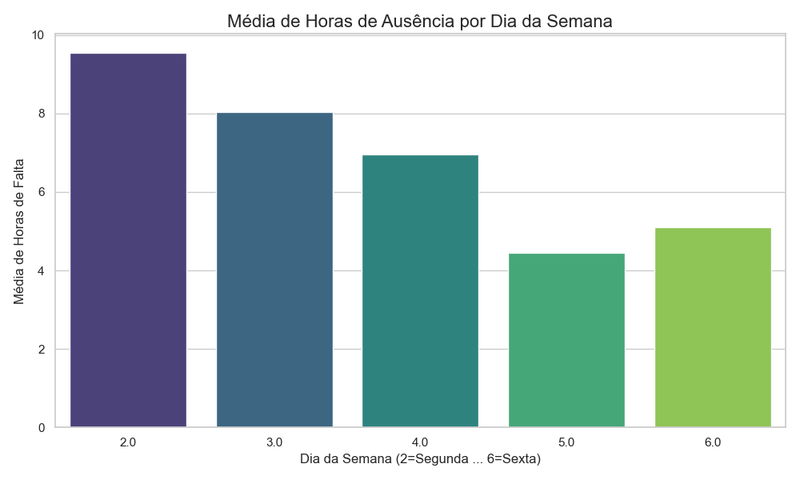 Média de Horas de Ausência por Dia da Semana
Média de Horas de Falta
10
8
6
4
2
0
2.0 3.0 4.0 5.0 6.0
Dia da Semana (2=Segunda ... 6=Sexta)